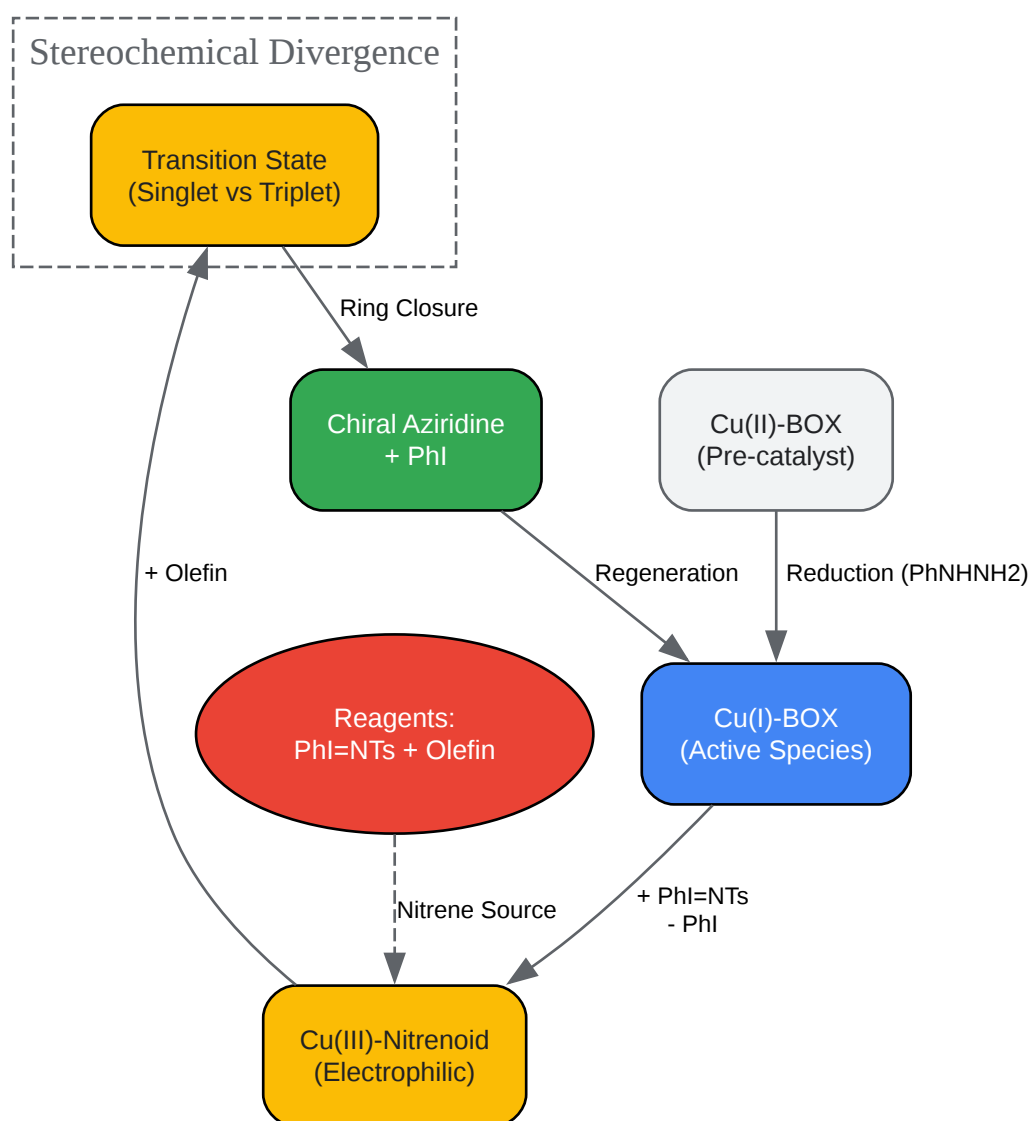 Stereochemical Divergence
Transition State
(Singlet vs Triplet)
Ring Closure
Chiral Aziridine
+ PhI
Cu(II)-BOX
(Pre-catalyst)
+ Olefin
Regeneration
Reduction (PhNHNH2)
Reagents:
PhI=NTs + Olefin
Cu(I)-BOX
(Active Species)
Nitrene Source
+ PhI=NTs
- PhI
Cu(III)-Nitrenoid
(Electrophilic)